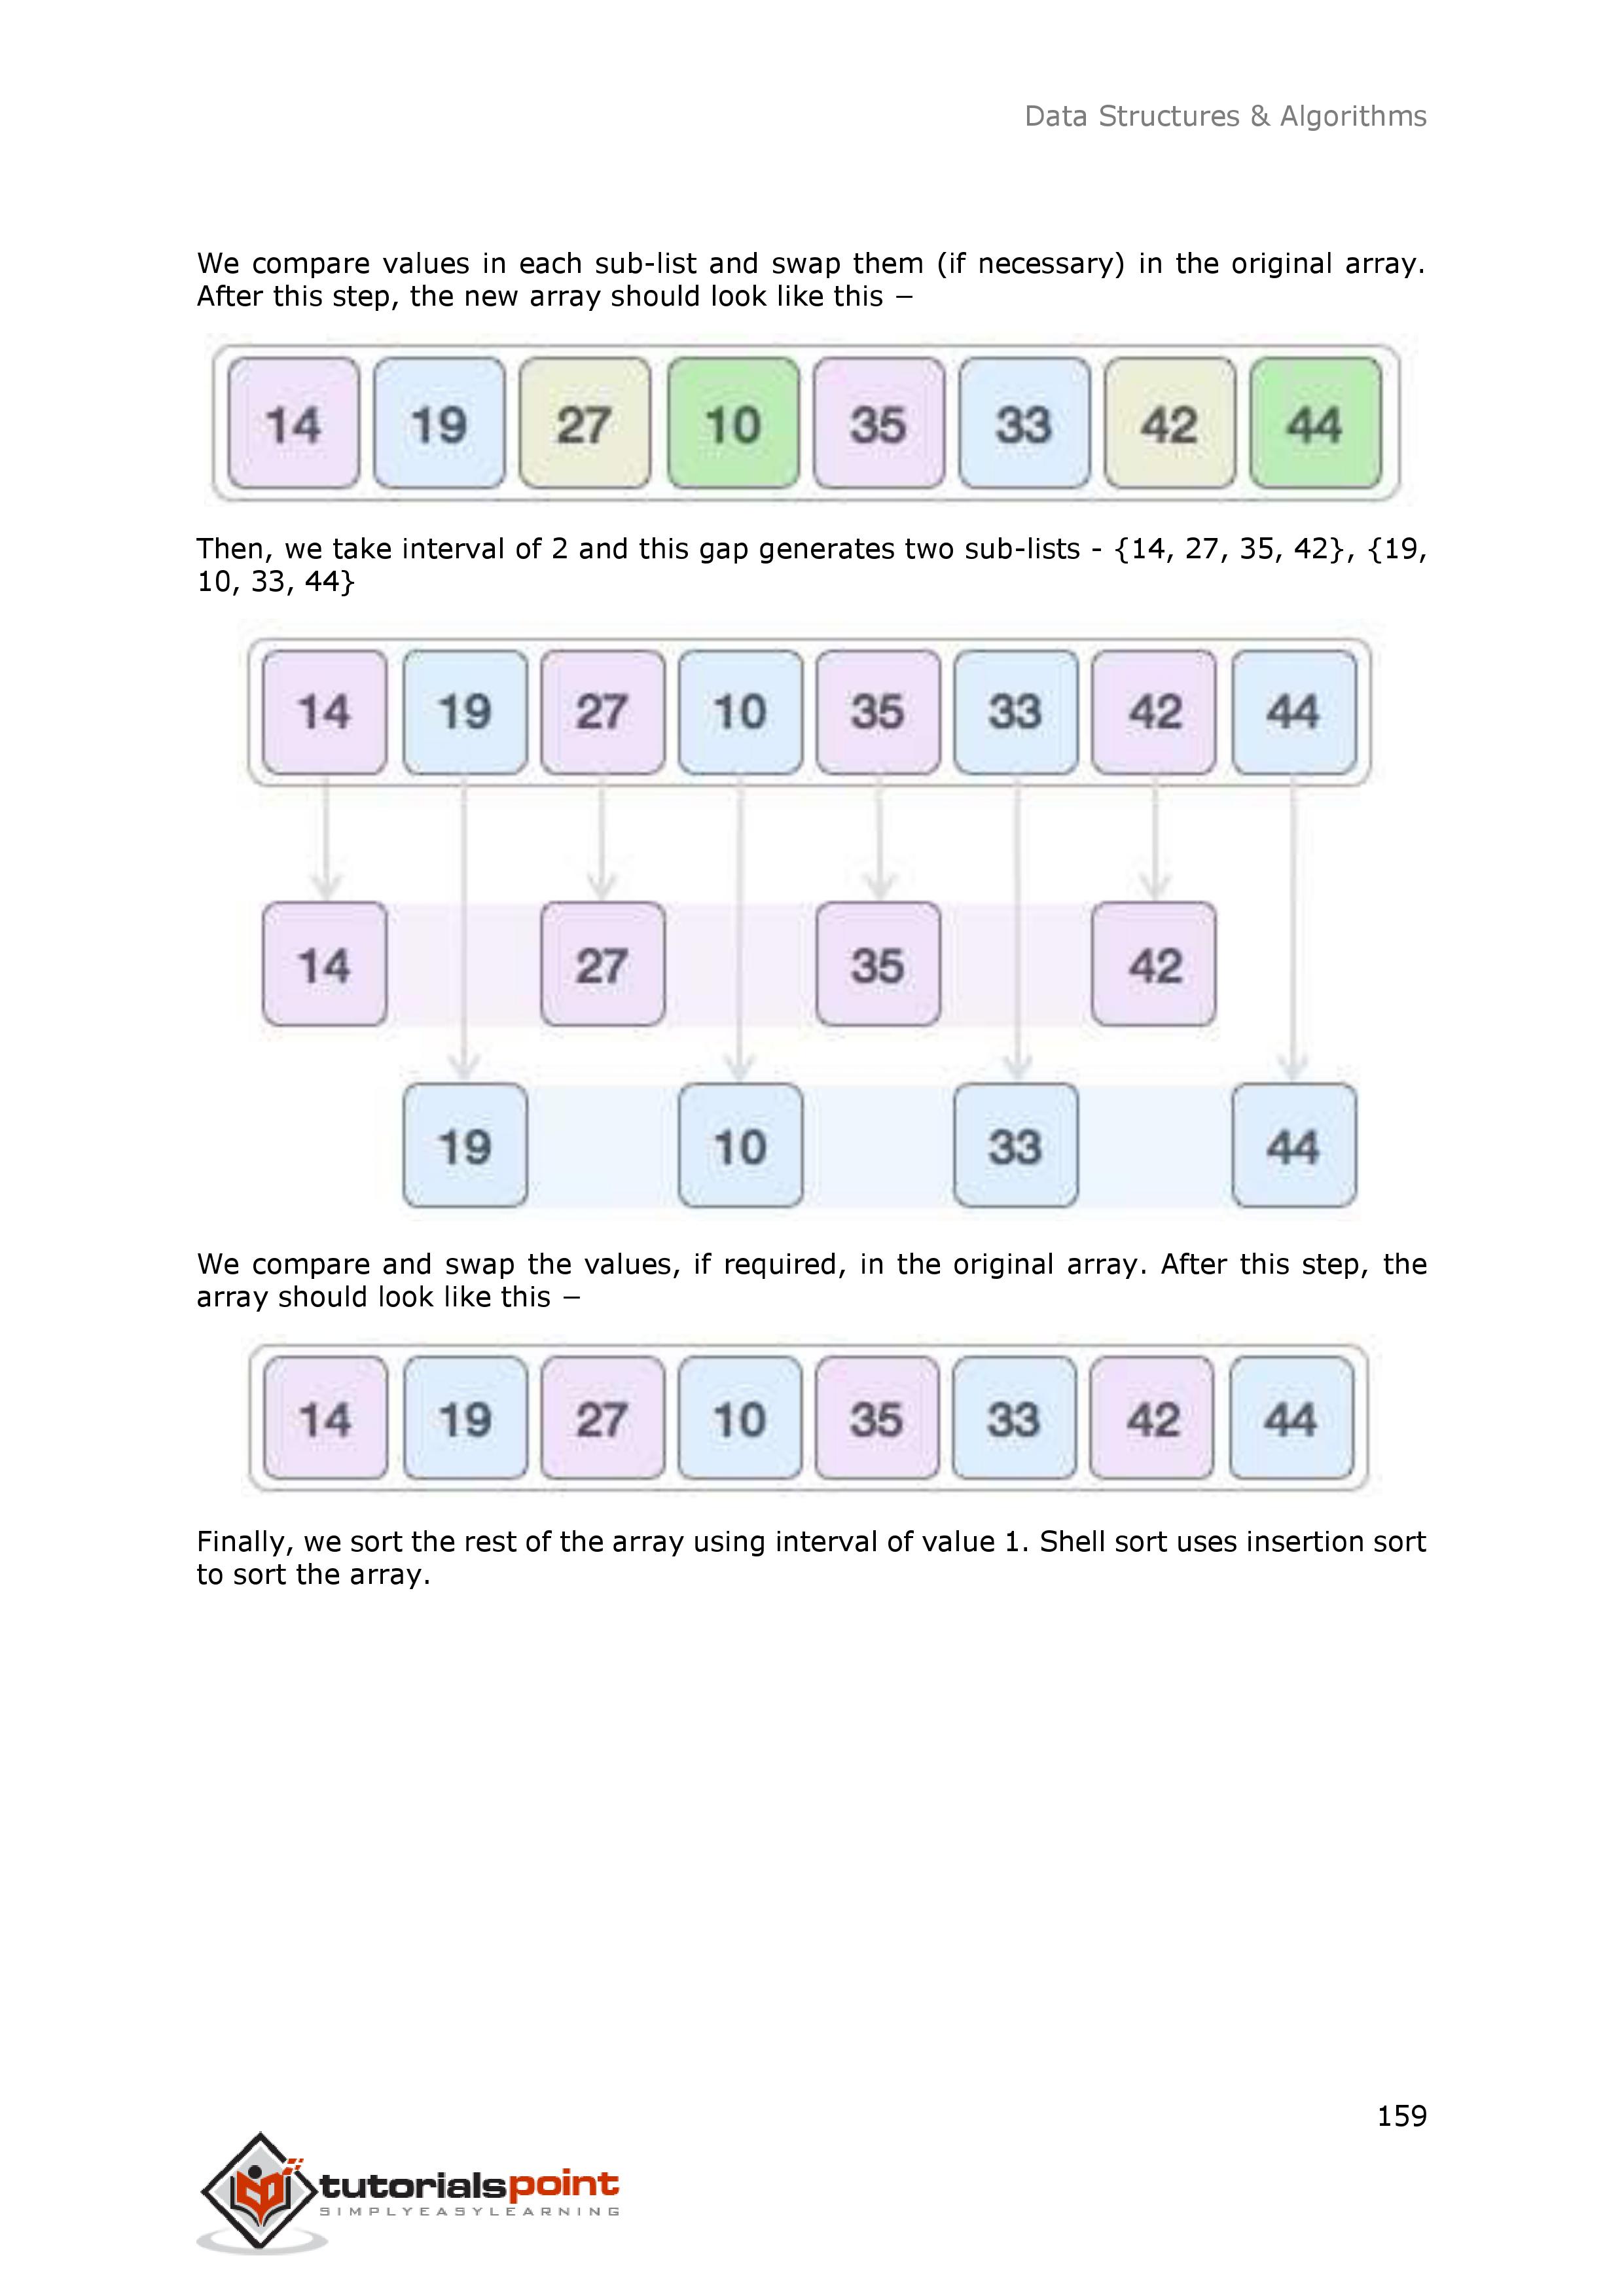 Data Structures & Algorithms
We compare values in each sub-list and swap them (if necessary) in the original array.
After this step, the new array should look like this −
14 19 27 10 35 33 42 44
Then, we take interval of 2 and this gap generates two sub-lists - {14, 27, 35, 42}, {19,
10, 33, 44}
14 19 27 10 35 33 42 44
14 27 35 42
19 10 33 44
We compare and swap the values, if required, in the original array. After this step, the
array should look like this −
14 19 27 10 35 33 42 44
Finally, we sort the rest of the array using interval of value 1. Shell sort uses insertion sort
to sort the array.
159
tutorialspoint
SIMPLYEASYLEARNING